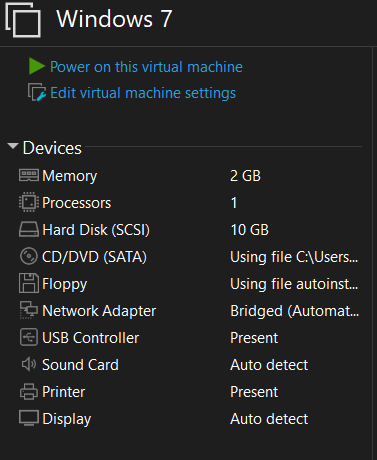 Windows 7
Power on this virtual machine
Edit virtual machine settings
Devices
Memory 2 GB
Processors 1
Hard Disk (SCSI) 10 GB
CD/DVD (SATA) Using file C:\Users...
Floppy Using file autoinst...
Network Adapter Bridged (Automat...
USB Controller Present
Sound Card Auto detect
Printer Present
Display Auto detect